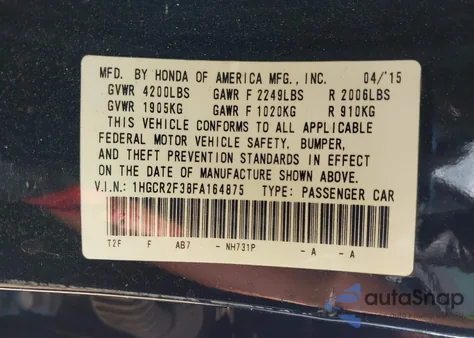 MFD. BY HONDA OF AMERICA MFG., INC. 04/'15
GVWR 4200LBS GAWR F 2249LBS R 2006LBS
GVWR 1905KG GAWR F 1020KG R 910KG
THIS VEHICLE CONFORMS TO ALL APPLICABLE
FEDERAL MOTOR VEHICLE SAFETY, BUMPER,
AND THEFT PREVENTION STANDARDS IN EFFECT
ON THE DATE OF MANUFACTURE SHOWN ABOVE.
V.I.N.: 1HGCR2F38FA164875 TYPE: PASSENGER CAR
T2F F AB7 - NH731P - A - A
autoSnap